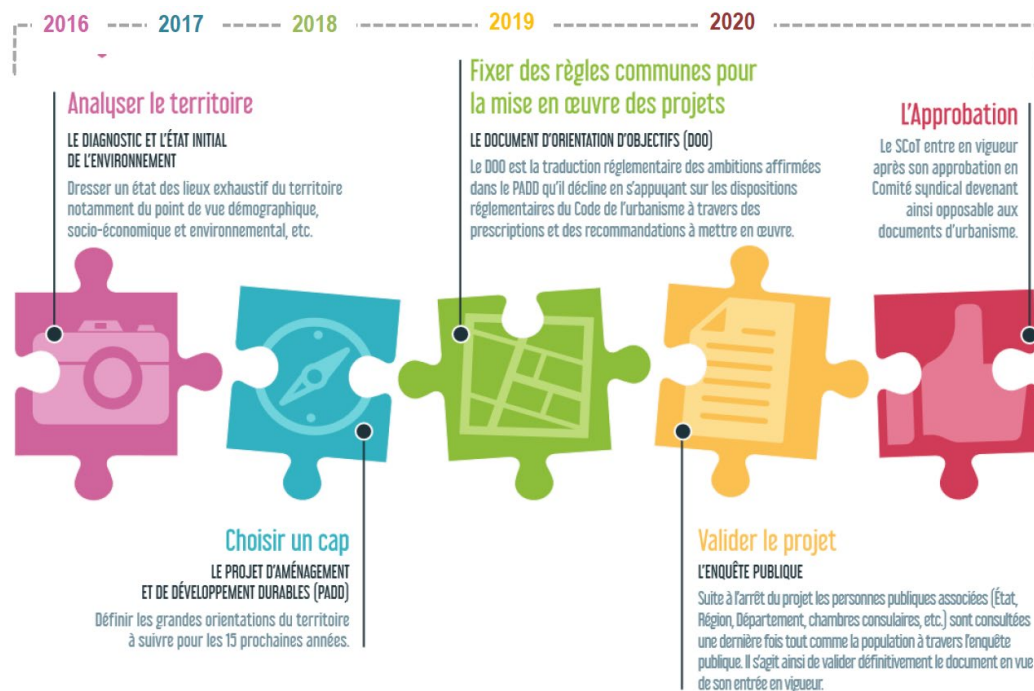 2016 2017 2018 2019 2020
Analyser le territoire
LE DIAGNOSTIC ET L'ÉTAT INITIAL
DE L'ENVIRONNEMENT
Dresser un état des lieux exhaustif du territoire
notamment du point de vue démographique,
socio-économique et environnemental, etc.
Fixer des règles communes pour
la mise en œuvre des projets
LE DOCUMENT D'ORIENTATION D'OBJECTIFS (DOO)
Le DOO est la traduction réglementaire des ambitions affirmées
dans le PADD qu'il décline en s'appuyant sur les dispositions
réglementaires du Code de l'urbanisme à travers des
prescriptions et des recommandations à mettre en œuvre.
L'Approbation
Le SCoT entre en vigueur
après son approbation en
Comité syndical devenant
ainsi opposable aux
documents d'urbanisme.
Choisir un cap
LE PROJET D'AMÉNAGEMENT
ET DE DÉVELOPPEMENT DURABLES (PADD)
Définir les grandes orientations du territoire
à suivre pour les 15 prochaines années.
Valider le projet
L'ENQUÊTE PUBLIQUE
Suite à l'arrêt du projet les personnes publiques associées (État,
Région, Département, chambres consulaires, etc.) sont consultées
une dernière fois tout comme la population à travers l'enquête
publique. Il s'agit ainsi de valider définitivement le document en vue
de son entrée en vigueur.